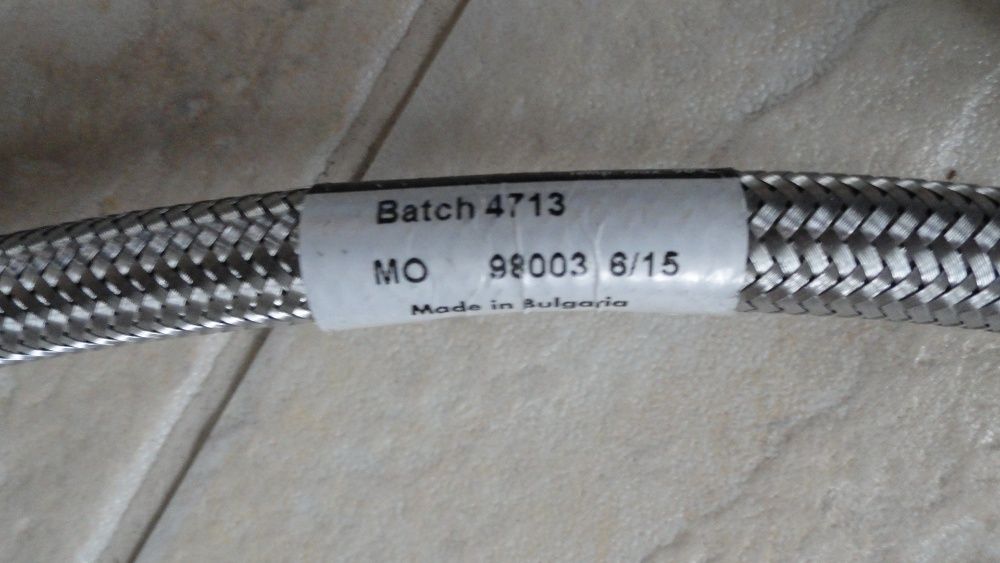 Batch 4713
MO 98003 6/15
Made in Bulgaria